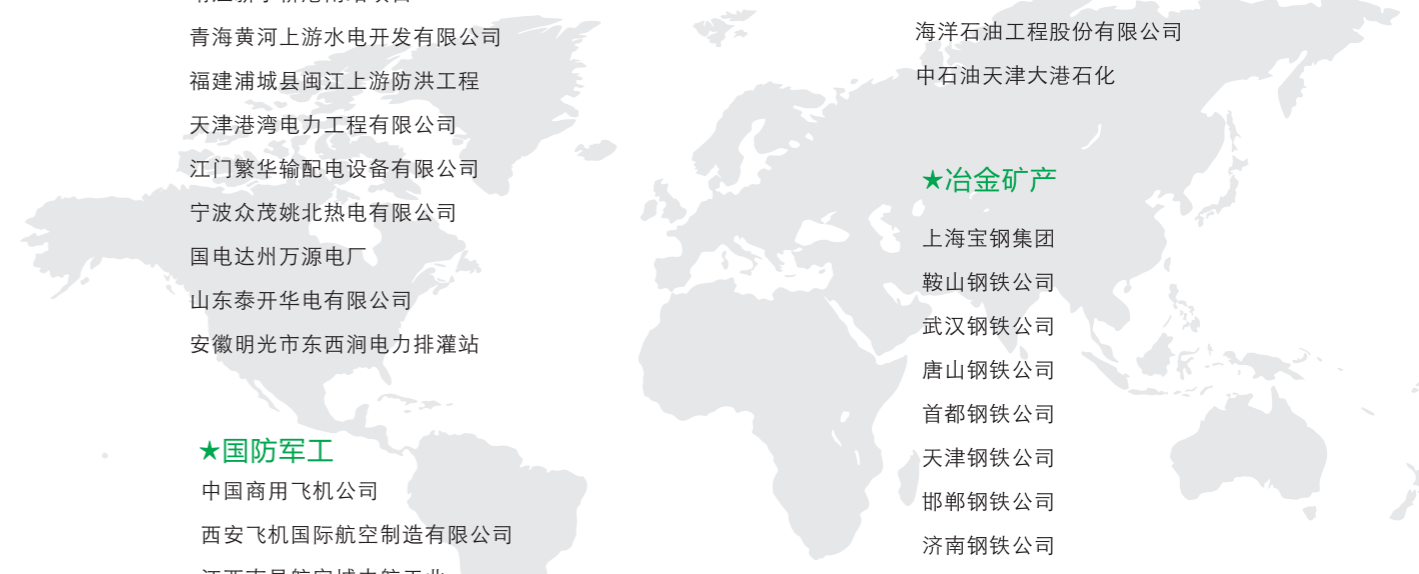 青海黄河上游水电开发有限公司
福建浦城县闽江上游防洪工程
天津港湾电力工程有限公司
江门繁华输配电设备有限公司
宁波众茂姚北热电有限公司
国电达州万源电厂
山东泰开华电有限公司
安徽明光市东西涧电力排灌站
★国防军工
中国商用飞机公司
西安飞机国际航空制造有限公司
海洋石油工程股份有限公司
中石油天津大港石化
★冶金矿产
上海宝钢集团
鞍山钢铁公司
武汉钢铁公司
唐山钢铁公司
首都钢铁公司
天津钢铁公司
邯郸钢铁公司
济南钢铁公司